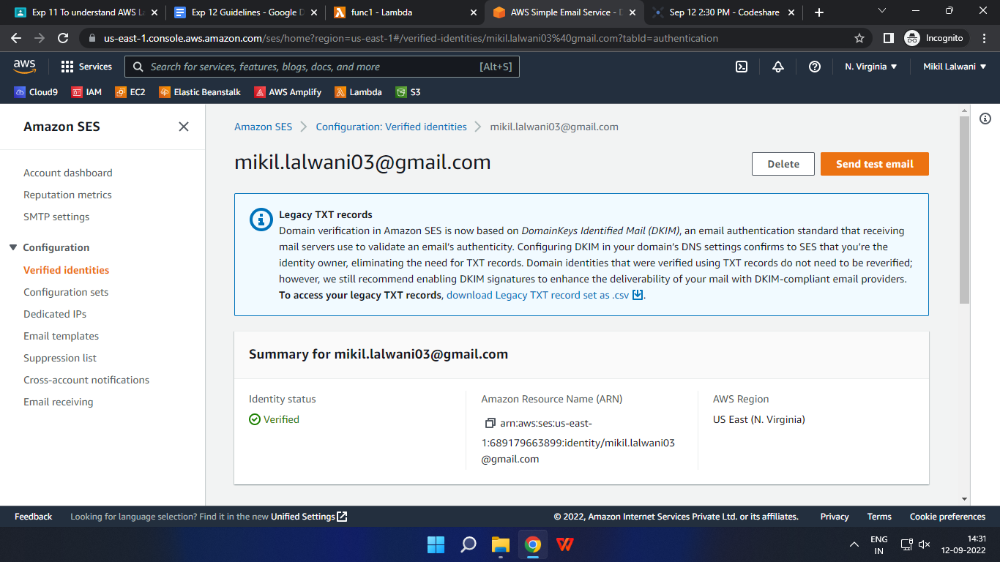 Exp 11 To understand AWS La
Exp 12 Guidelines - Google D
func1 - Lambda
AWS Simple Email Service - D
Sep 12 2:30 PM - Codeshare
us-east-1.console.aws.amazon.com/ses/home?region=us-east-1#/verified-identities/mikil.lalwani03%40gmail.com?tabId=authentication
Incognito
aws
Services
Search for services, features, blogs, docs, and more
[Alt+S]
N. Virginia
Mikil Lalwani
Cloud9
IAM
EC2
Elastic Beanstalk
AWS Amplify
Lambda
S3
Amazon SES
Account dashboard
Reputation metrics
SMTP settings
Configuration
Verified identities
Configuration sets
Dedicated IPs
Email templates
Suppression list
Cross-account notifications
Email receiving
Amazon SES
Configuration: Verified identities
mikil.lalwani03@gmail.com
mikil.lalwani03@gmail.com
Delete
Send test email
Legacy TXT records
Domain verification in Amazon SES is now based on DomainKeys Identified Mail (DKIM), an email authentication standard that receiving
mail servers use to validate an email's authenticity. Configuring DKIM in your domain's DNS settings confirms to SES that you're the
identity owner, eliminating the need for TXT records. Domain identities that were verified using TXT records do not need to be reverified;
however, we still recommend enabling DKIM signatures to enhance the deliverability of your mail with DKIM-compliant email providers.
To access your legacy TXT records, download Legacy TXT record set as .csv .
Summary for mikil.lalwani03@gmail.com
Identity status
Verified
Amazon Resource Name (ARN)
arn:aws:ses:us-east-
1:689179663899:identity/mikil.lalwani03
@gmail.com
AWS Region
US East (N. Virginia)
Feedback
Looking for language selection? Find it in the new Unified Settings
© 2022, Amazon Internet Services Private Ltd. or its affiliates.
Privacy
Terms
Cookie preferences
ENG
IN
14:31
12-09-2022